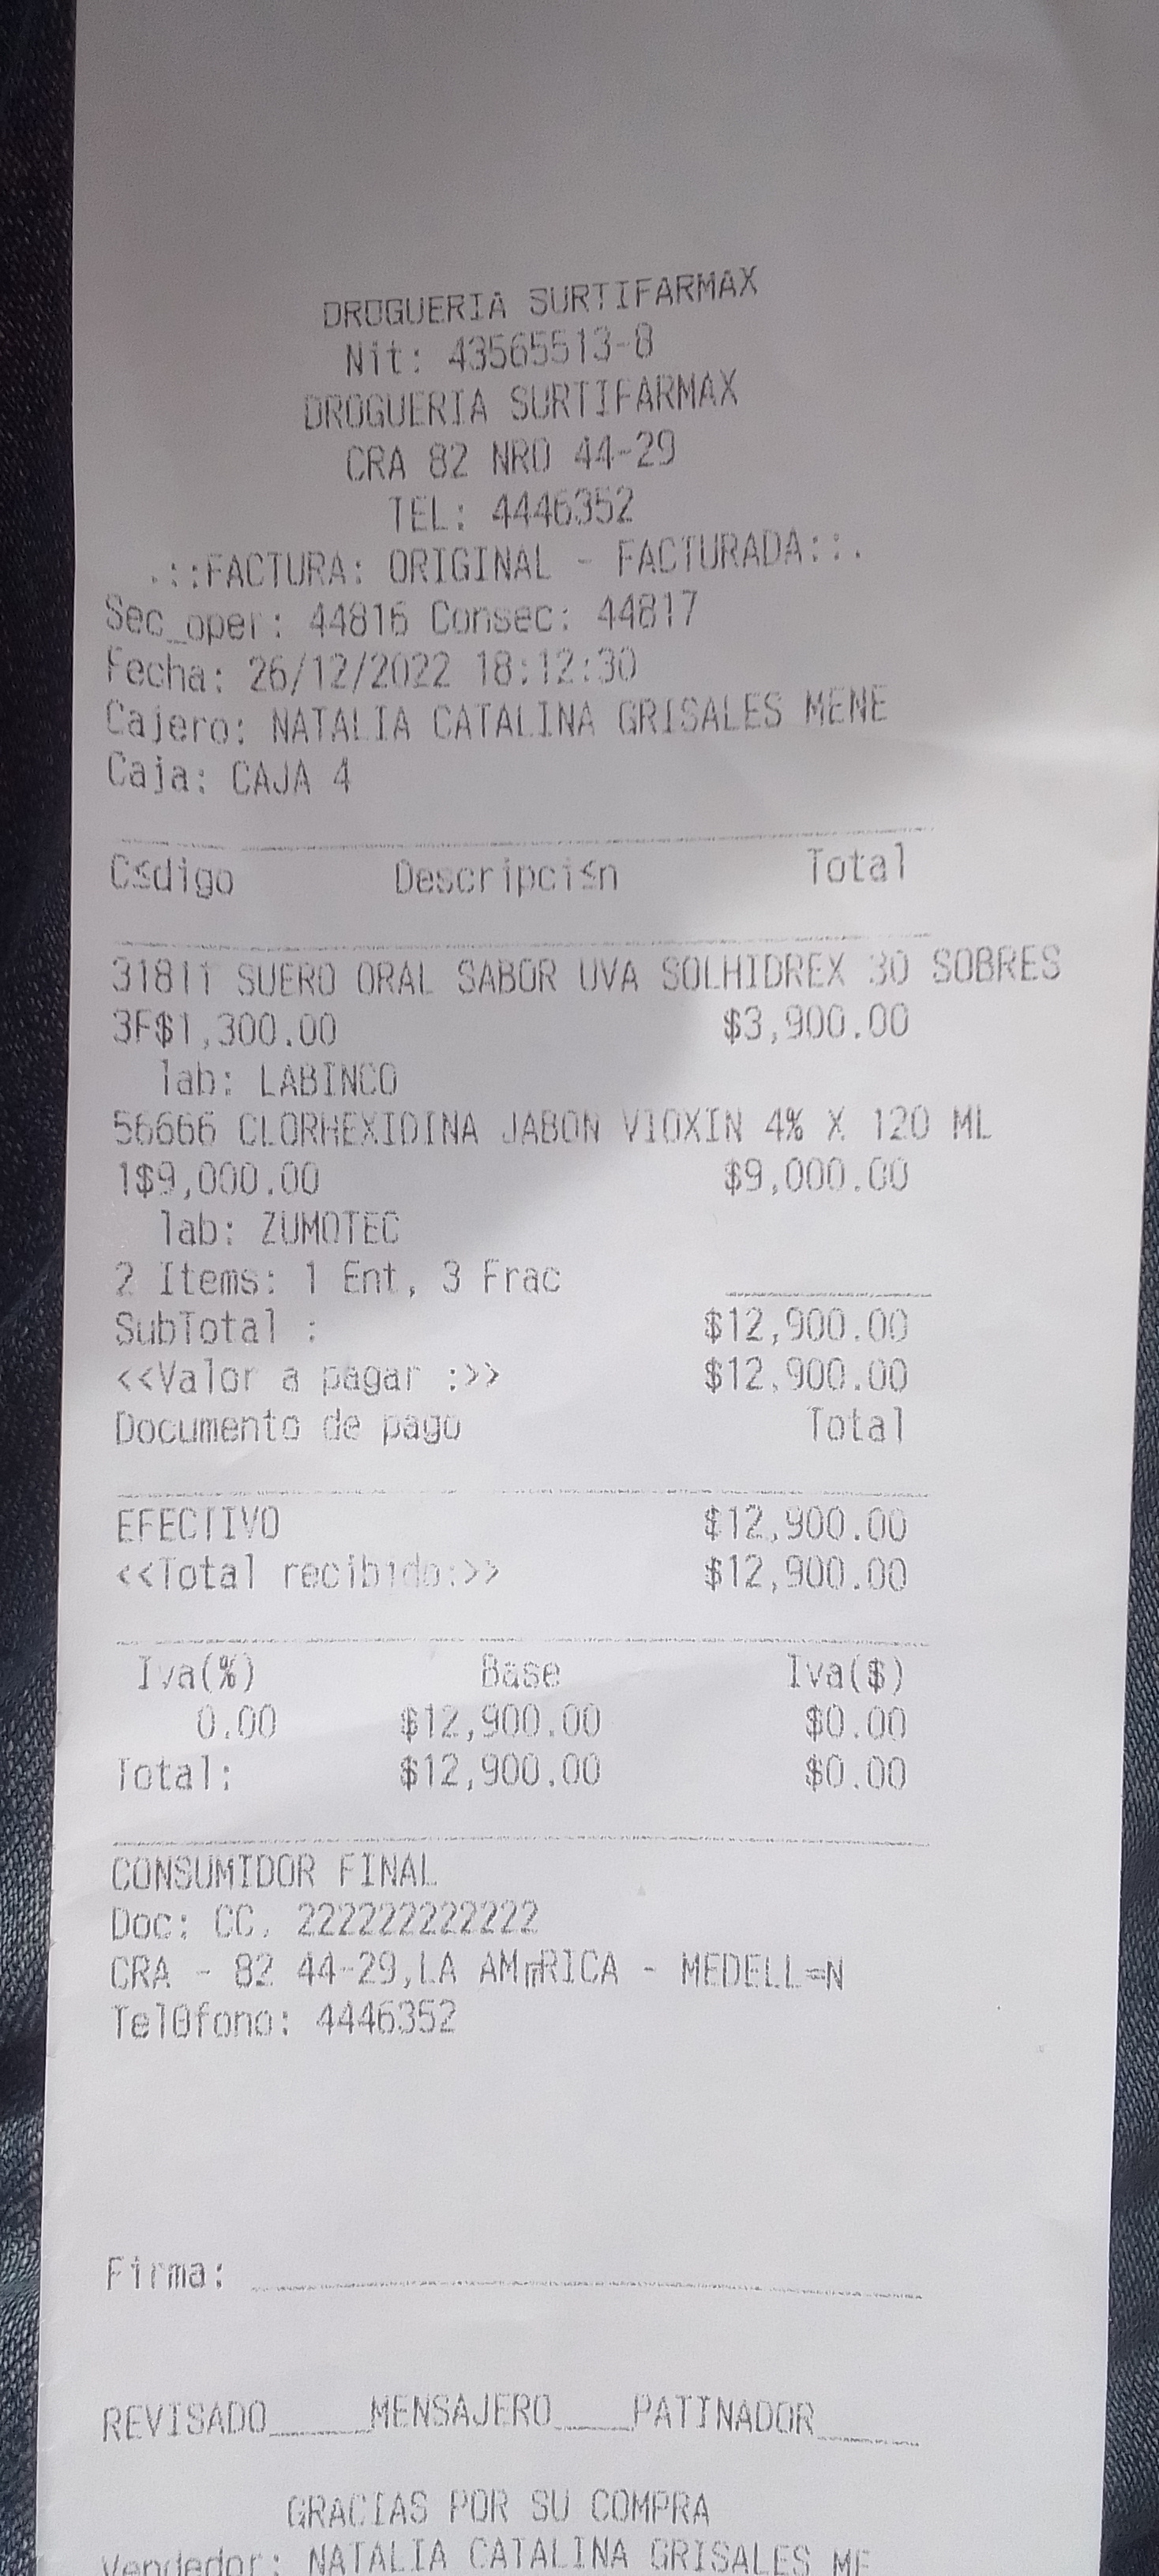 DROGUERIA SURTIFARMAX
Nit: 43565513-8
DROGUERIA SURTIFARMAX
CRA 82 NRO 44-29
TEL: 4446352
.::FACTURA: ORIGINAL - FACTURADA::.
Sec_oper: 44816 Consec: 44817
Fecha: 26/12/2022 18:12:30
Cajero: NATALIA CATALINA GRISALES MENE
Caja: CAJA 4
C≤digo Descripci≤n Total
31811 SUERO ORAL SABOR UVA SOLHIDREX 30 SOBRES
3F$1,300.00 $3,900.00
lab: LABINCO
56666 CLORHEXIDINA JABON VIOXIN 4% X 120 ML
1$9,000.00 $9,000.00
lab: ZUMOTEC
2 Items: 1 Ent, 3 Frac
SubTotal : $12,900.00
<<Valor a pagar :>> $12,900.00
Documento de pago Total
EFECTIVO $12,900.00
<<Total recibido:>> $12,900.00
Iva(%) Base Iva($)
0.00 $12,900.00 $0.00
Total: $12,900.00 $0.00
CONSUMIDOR FINAL
Doc: CC. 222222222222
CRA - 82 44-29,LA AM╔RICA - MEDELL═N
TelΘfono: 4446352
Firma:
REVISADO_____MENSAJERO____PATINADOR_____
GRACIAS POR SU COMPRA
Vendedor: NATALIA CATALINA GRISALES ME